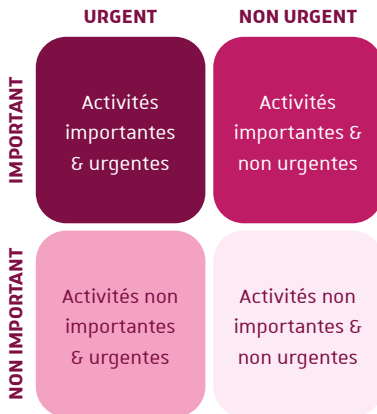 URGENT
NON URGENT
IMPORTANT
Activités
importantes
& urgentes
Activités
importantes &
non urgentes
NON IMPORTANT
Activités non
importantes
& urgentes
Activités non
importantes &
non urgentes